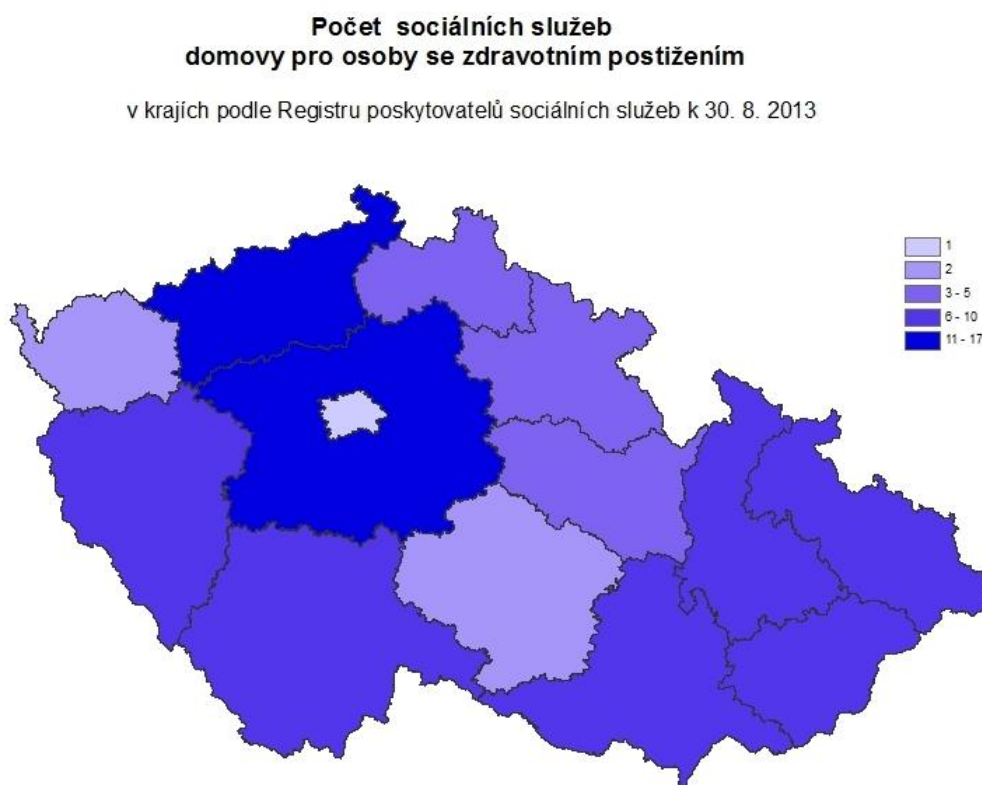 Počet sociálních služeb
domovy pro osoby se zdravotním postižením
v krajích podle Registru poskytovatelů sociálních služeb k 30. 8. 2013
1
2
3 - 5
6 - 10
11 - 17